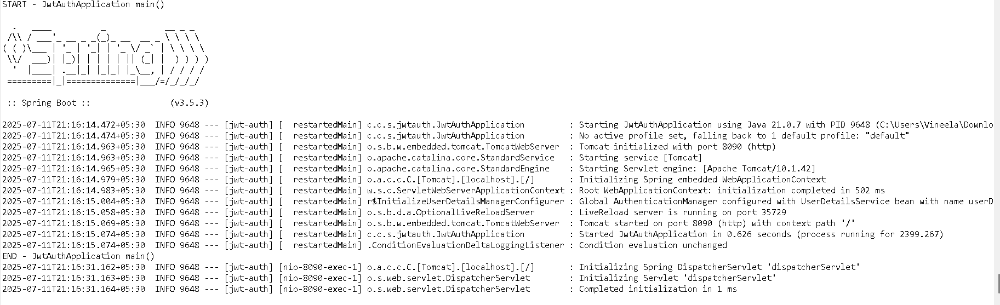 START - JwtAuthApplication main()
  .   ____          _            __ _ _
 /\\ / ___'_ __ _ _(_)_ __  __ _ \ \ \ \
( ( )\___ | '_ | '_| | '_ \/ _` | \ \ \ \
 \\/  ___)| |_)| | | | | || (_| |  ) ) ) )
  '  |____| .__|_| |_|_| |_\__, | / / / /
 =========|_|==============|___/=/_/_/_/
 :: Spring Boot ::                (v3.5.3)
2025-07-11T21:16:14.472+05:30  INFO 9648 --- [jwt-auth] [  restartedMain] c.c.s.jwtauth.JwtAuthApplication         : Starting JwtAuthApplication using Java 21.0.7 with PID 9648 (C:\Users\Vineela\Downlo
2025-07-11T21:16:14.474+05:30  INFO 9648 --- [jwt-auth] [  restartedMain] c.c.s.jwtauth.JwtAuthApplication         : No active profile set, falling back to 1 default profile: "default"
2025-07-11T21:16:14.963+05:30  INFO 9648 --- [jwt-auth] [  restartedMain] o.s.b.w.embedded.tomcat.TomcatWebServer  : Tomcat initialized with port 8090 (http)
2025-07-11T21:16:14.963+05:30  INFO 9648 --- [jwt-auth] [  restartedMain] o.apache.catalina.core.StandardService   : Starting service [Tomcat]
2025-07-11T21:16:14.965+05:30  INFO 9648 --- [jwt-auth] [  restartedMain] o.apache.catalina.core.StandardEngine    : Starting Servlet engine: [Apache Tomcat/10.1.42]
2025-07-11T21:16:14.979+05:30  INFO 9648 --- [jwt-auth] [  restartedMain] o.a.c.c.C.[Tomcat].[localhost].[/]       : Initializing Spring embedded WebApplicationContext
2025-07-11T21:16:14.983+05:30  INFO 9648 --- [jwt-auth] [  restartedMain] w.s.c.ServletWebServerApplicationContext : Root WebApplicationContext: initialization completed in 502 ms
2025-07-11T21:16:15.004+05:30  INFO 9648 --- [jwt-auth] [  restartedMain] r$InitializeUserDetailsManagerConfigurer : Global AuthenticationManager configured with UserDetailsService bean with name userD
2025-07-11T21:16:15.058+05:30  INFO 9648 --- [jwt-auth] [  restartedMain] o.s.b.d.a.OptionalLiveReloadServer       : LiveReload server is running on port 35729
2025-07-11T21:16:15.069+05:30  INFO 9648 --- [jwt-auth] [  restartedMain] o.s.b.w.embedded.tomcat.TomcatWebServer  : Tomcat started on port 8090 (http) with context path '/'
2025-07-11T21:16:15.074+05:30  INFO 9648 --- [jwt-auth] [  restartedMain] c.c.s.jwtauth.JwtAuthApplication         : Started JwtAuthApplication in 0.626 seconds (process running for 2399.267)
2025-07-11T21:16:15.074+05:30  INFO 9648 --- [jwt-auth] [  restartedMain] .ConditionEvaluationDeltaLoggingListener : Condition evaluation unchanged
END - JwtAuthApplication main()
2025-07-11T21:16:31.162+05:30  INFO 9648 --- [jwt-auth] [nio-8090-exec-1] o.a.c.c.C.[Tomcat].[localhost].[/]       : Initializing Spring DispatcherServlet 'dispatcherServlet'
2025-07-11T21:16:31.163+05:30  INFO 9648 --- [jwt-auth] [nio-8090-exec-1] o.s.web.servlet.DispatcherServlet        : Initializing Servlet 'dispatcherServlet'
2025-07-11T21:16:31.164+05:30  INFO 9648 --- [jwt-auth] [nio-8090-exec-1] o.s.web.servlet.DispatcherServlet        : Completed initialization in 1 ms